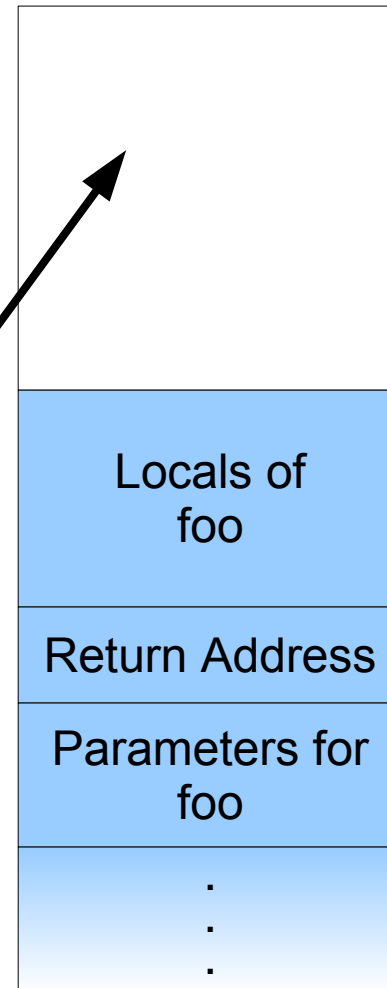 Locals of
foo
Return Address
Parameters for
foo
.
.
.